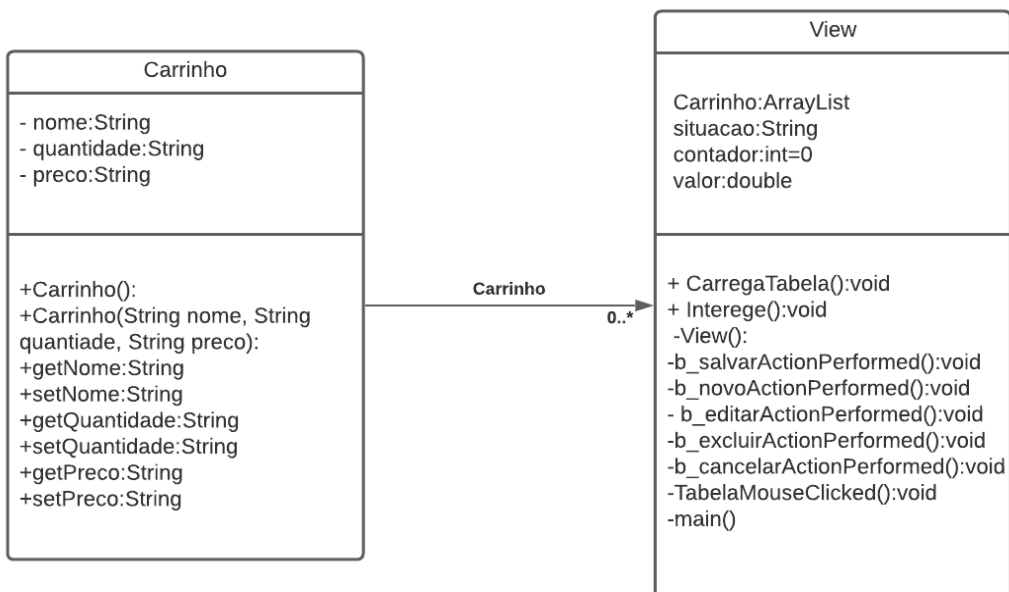 Carrinho
- nome:String
- quantidade:String
- preco:String
+Carrinho():
+Carrinho(String nome, String
quantiade, String preco):
+getNome:String
+setNome:String
+getQuantidade:String
+setQuantidade:String
+getPreco:String
+setPreco:String
Carrinho
0..*
View
Carrinho:ArrayList
situacao:String
contador:int=0
valor:double
+ CarregaTabela():void
+ Interege():void
-View():
-b_salvarActionPerformed():void
-b_novoActionPerformed():void
- b_editarActionPerformed():void
-b_excluirActionPerformed():void
-b_cancelarActionPerformed():void
-TabelaMouseClicked():void
-main()